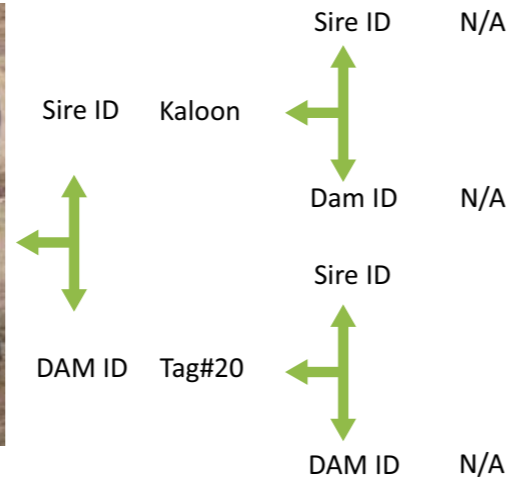 Sire ID N/A
Sire ID Kaloon
Dam ID N/A
Sire ID
DAM ID Tag#20
DAM ID N/A